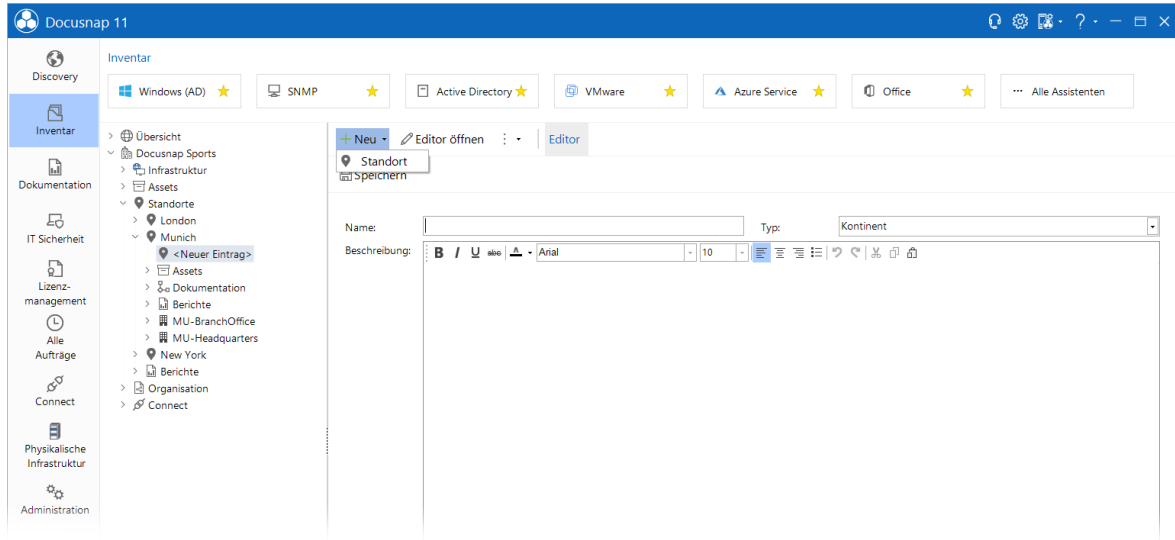 Docusnap 11
?
Discovery
Inventar
Dokumentation
IT Sicherheit
Lizenz-
management
Alle
Aufträge
Connect
Physikalische
Infrastruktur
Administration
Inventar
Windows (AD)
SNMP
Active Directory
VMware
Azure Service
Office
Alle Assistenten
Übersicht
Docusnap Sports
Infrastruktur
Assets
Standorte
London
Munich
<Neuer Eintrag>
Assets
Dokumentation
Berichte
MU-BranchOffice
MU-Headquarters
New York
Berichte
Organisation
Connect
Neu Editor öffnen Editor
Standort
Speichern
Name: Typ: Kontinent
Beschreibung: B I U abc A Arial 10